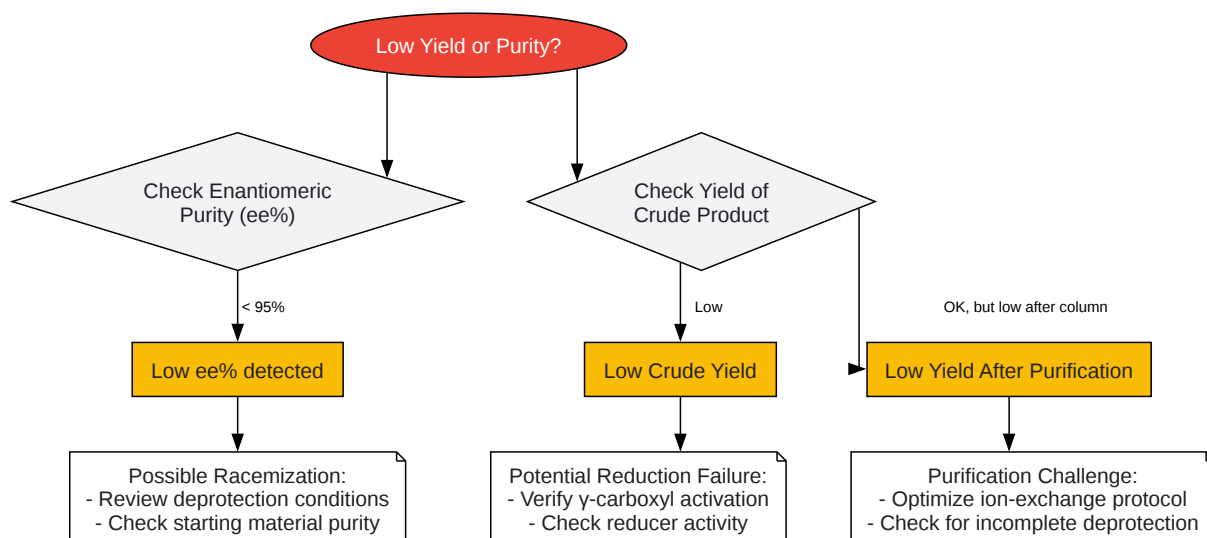 Low Yield or Purity?
Check Enantiomeric
Purity (ee%)
Check Yield of
Crude Product
< 95%
Low
OK, but low after column
Low ee% detected
Low Crude Yield
Low Yield After Purification
Possible Racemization:
- Review deprotection conditions
- Check starting material purity
Potential Reduction Failure:
- Verify γ-carboxyl activation
- Check reducer activity
Purification Challenge:
- Optimize ion-exchange protocol
- Check for incomplete deprotection